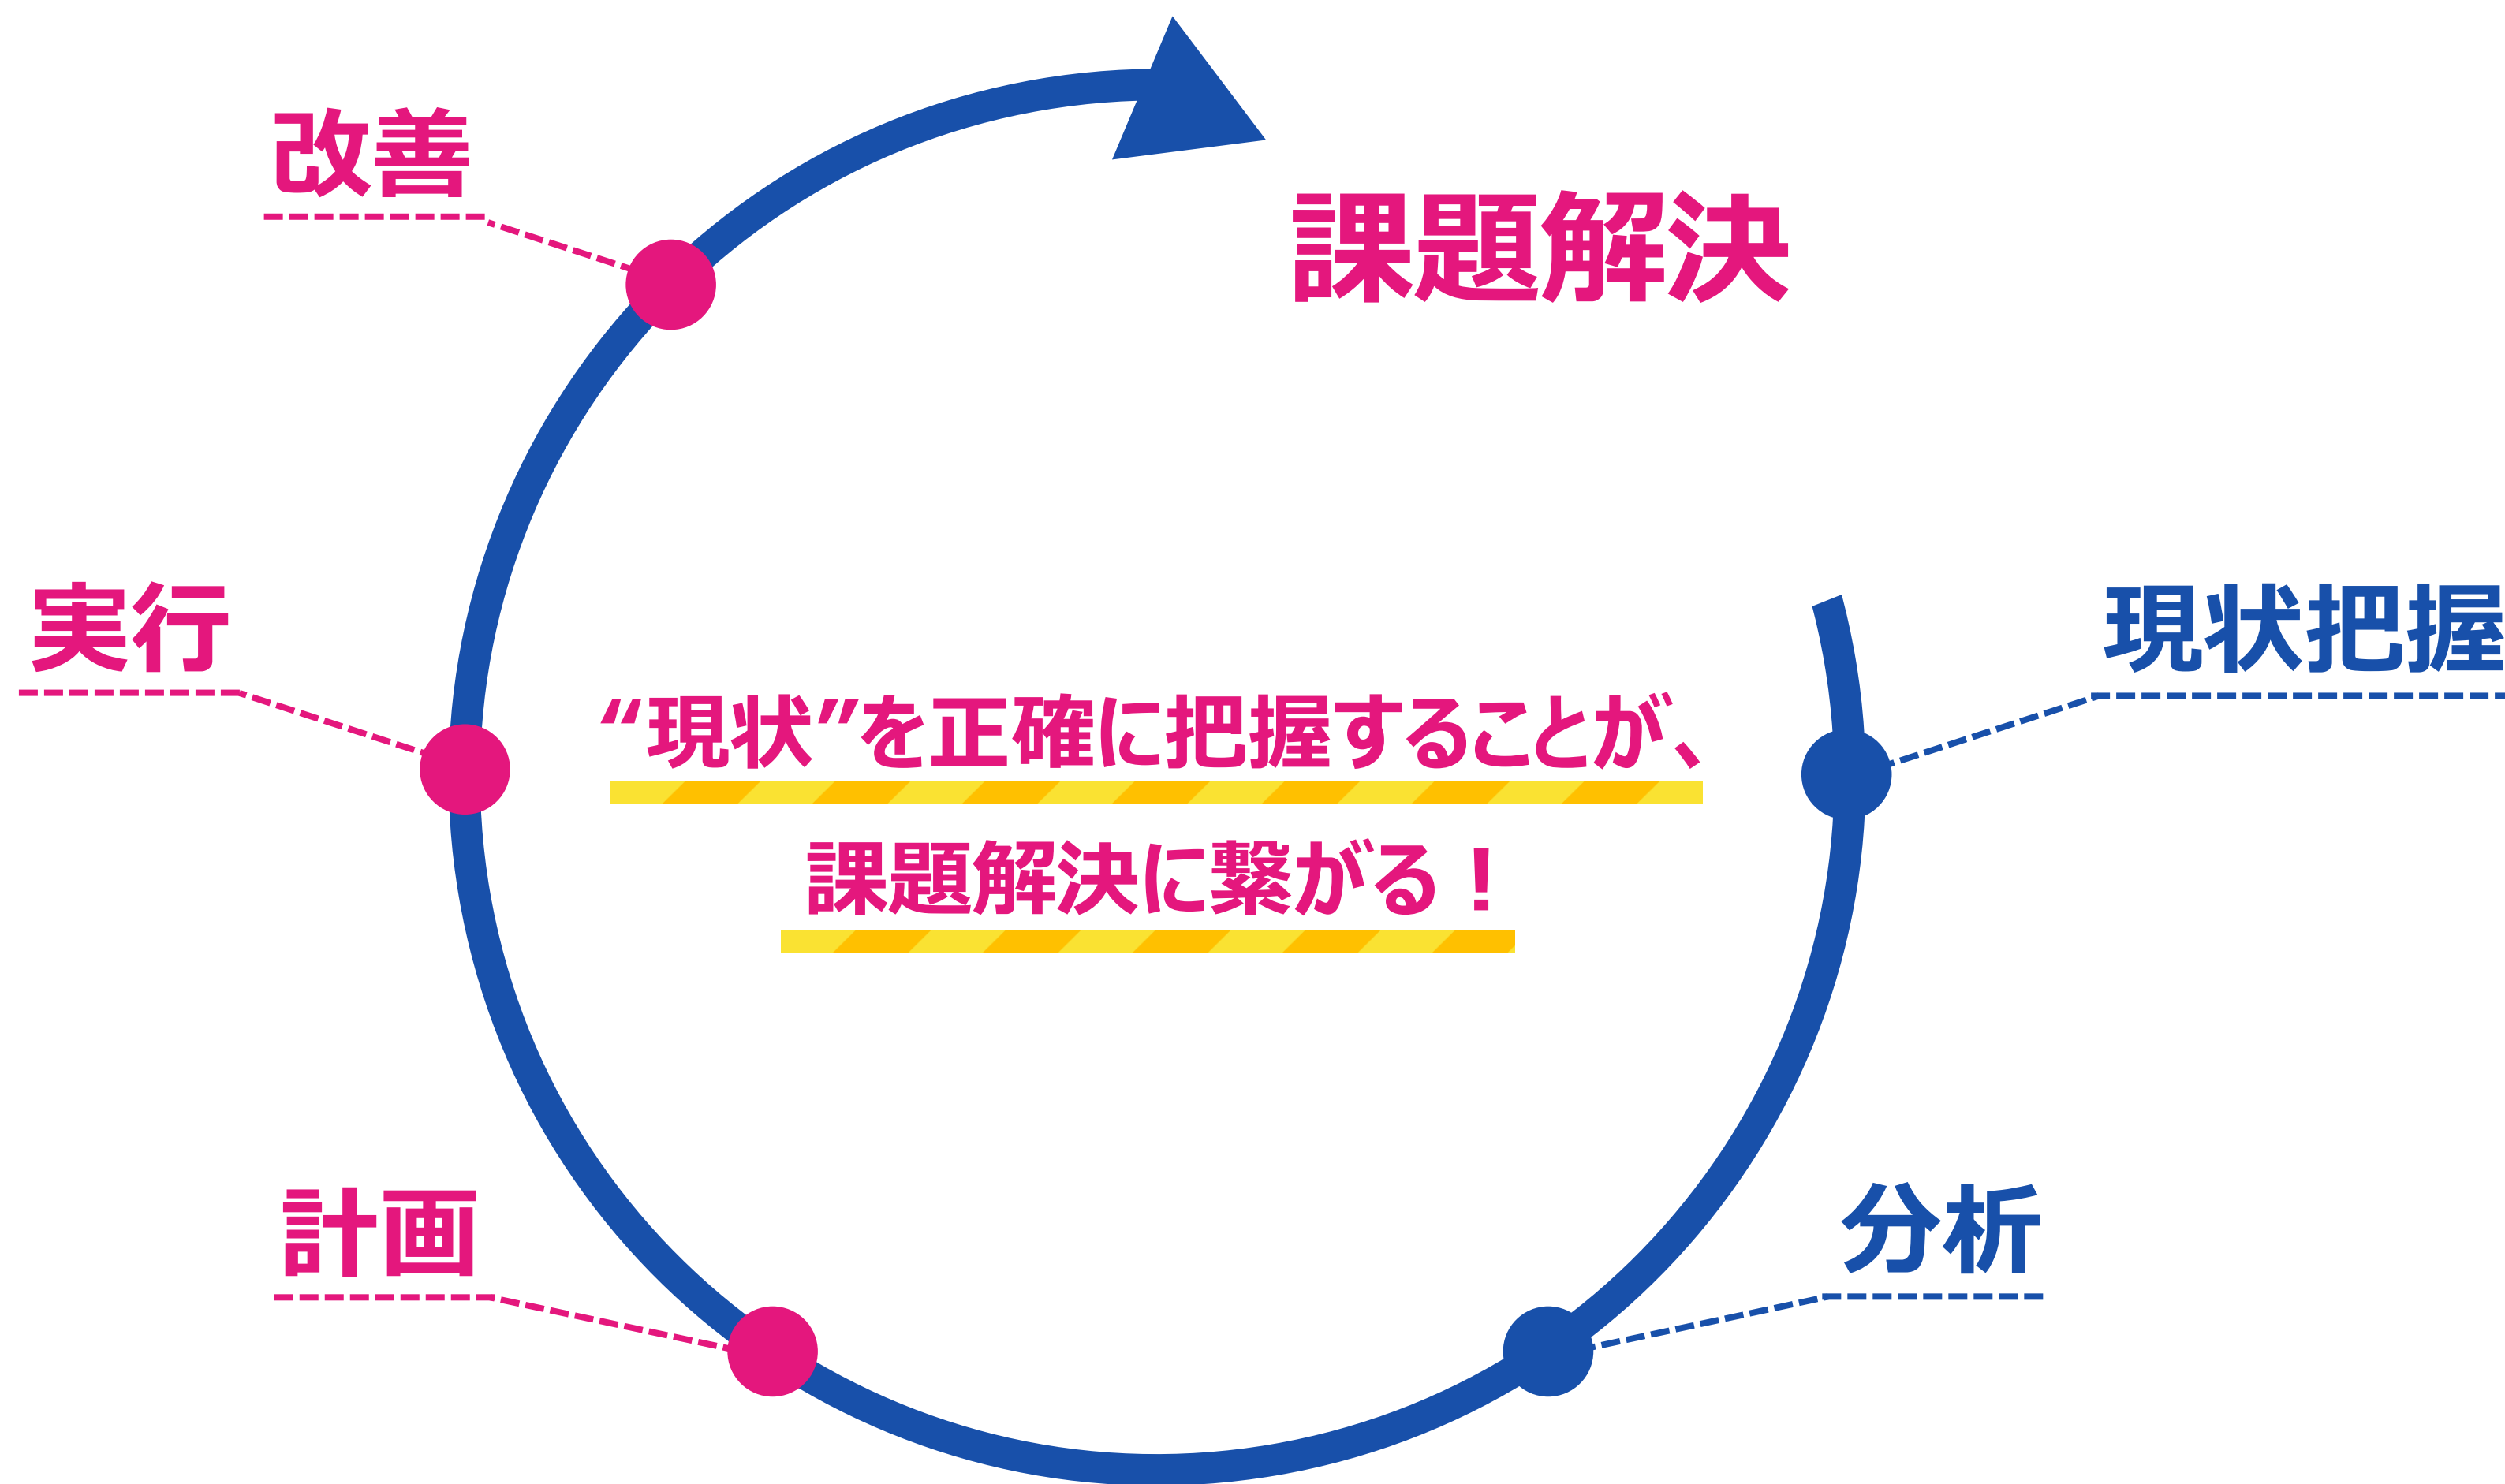 改善
課題解決
実行
現状把握
“現状”を正確に把握することが、
課題解決に繋がる！
計画
分析